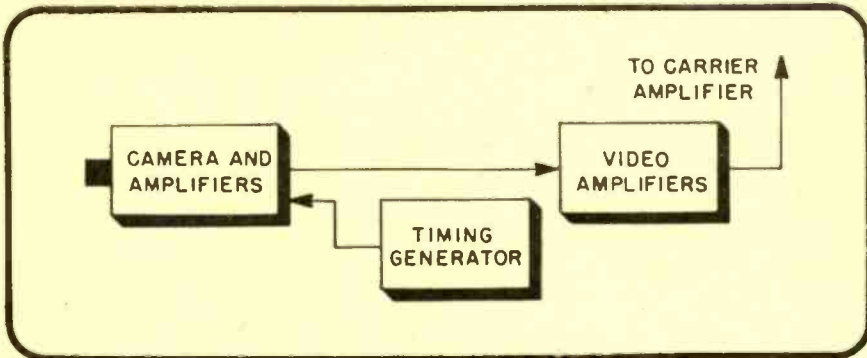 TO CARRIER
AMPLIFIER
CAMERA AND
AMPLIFIERS
VIDEO
AMPLIFIERS
TIMING
GENERATOR